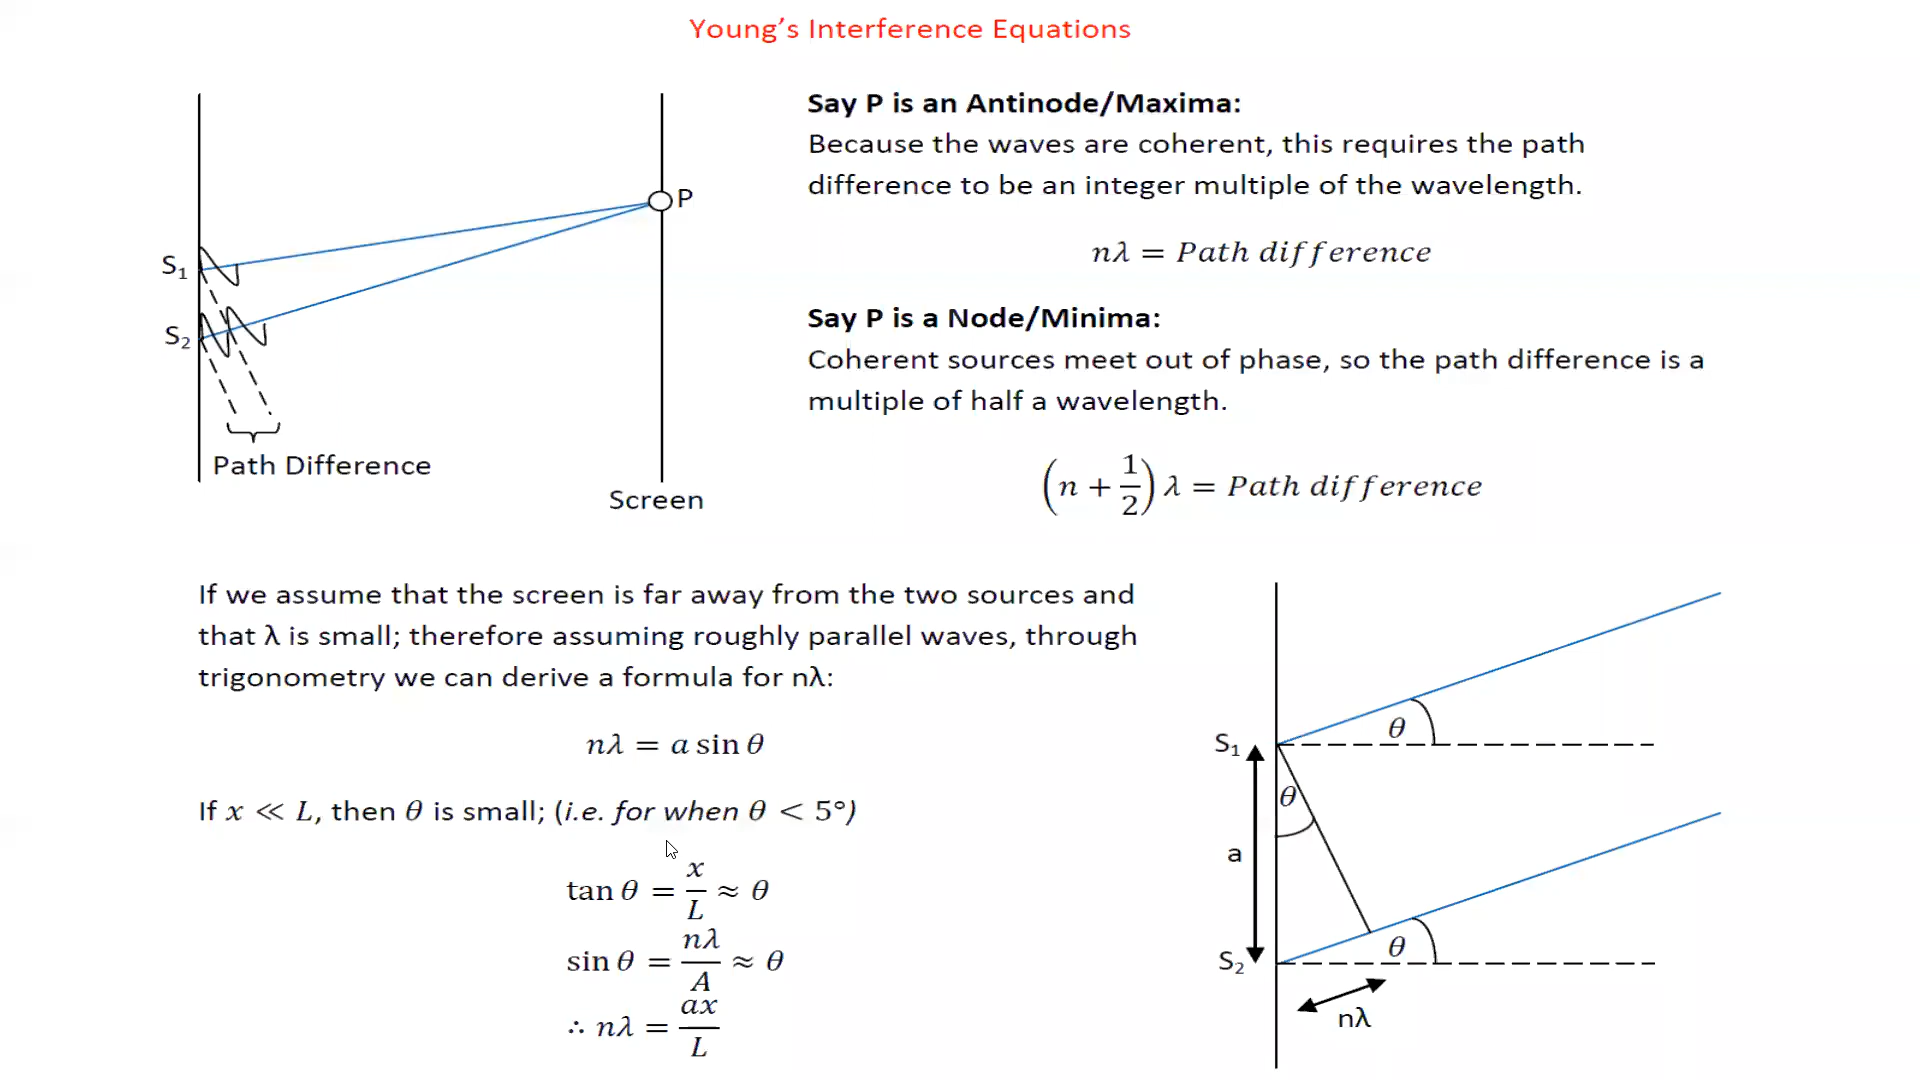 Young's Interference Equations
Say P is an Antinode/Maxima:
Because the waves are coherent, this requires the path
difference to be an integer multiple of the wavelength.
nλ = Path difference
Say P is a Node/Minima:
Coherent sources meet out of phase, so the path difference is a
multiple of half a wavelength.
(n + 1/2) λ = Path difference
P
S₁
S₂
Path Difference
Screen
If we assume that the screen is far away from the two sources and
that λ is small; therefore assuming roughly parallel waves, through
trigonometry we can derive a formula for nλ:
nλ = a sin θ
If x ≪ L, then θ is small; (i.e. for when θ < 5°)
tan θ = x/L ≈ θ
sin θ = nλ/A ≈ θ
∴ nλ = ax/L
S₁
θ
θ
a
S₂
θ
nλ